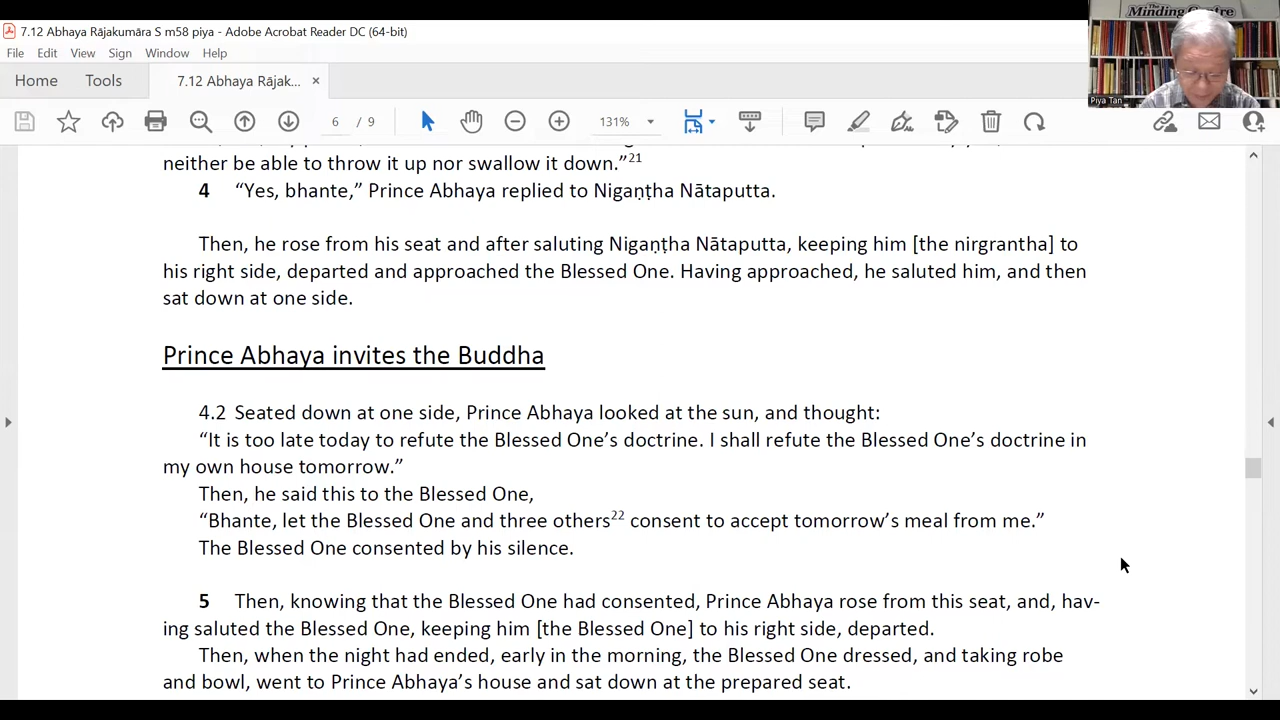 7.12 Abhaya Rājakumāra S m58 piya - Adobe Acrobat Reader DC (64-bit)
File Edit View Sign Window Help
Home Tools 7.12 Abhaya Rājak... ×
6 / 9 131%
The Minding Centre
Piya Tan
neither be able to throw it up nor swallow it down.”21
4 “Yes, bhante,” Prince Abhaya replied to Nigaṇṭha Nātaputta.
Then, he rose from his seat and after saluting Nigaṇṭha Nātaputta, keeping him [the nirgrantha] to
his right side, departed and approached the Blessed One. Having approached, he saluted him, and then
sat down at one side.
Prince Abhaya invites the Buddha
4.2 Seated down at one side, Prince Abhaya looked at the sun, and thought:
“It is too late today to refute the Blessed One’s doctrine. I shall refute the Blessed One’s doctrine in
my own house tomorrow.”
Then, he said this to the Blessed One,
“Bhante, let the Blessed One and three others22 consent to accept tomorrow’s meal from me.”
The Blessed One consented by his silence.
5 Then, knowing that the Blessed One had consented, Prince Abhaya rose from this seat, and, hav-
ing saluted the Blessed One, keeping him [the Blessed One] to his right side, departed.
Then, when the night had ended, early in the morning, the Blessed One dressed, and taking robe
and bowl, went to Prince Abhaya’s house and sat down at the prepared seat.